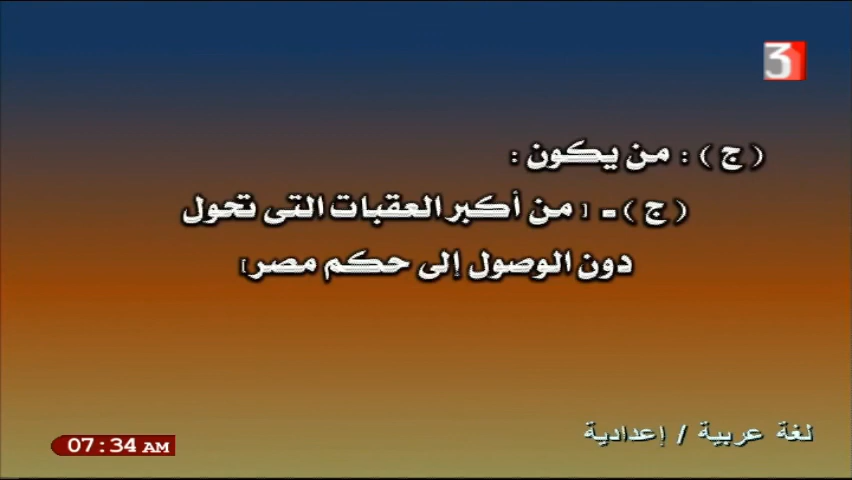 3
( ج ) : من يكون :
( ج ) ـ [ من أكبر العقبات التى تحول
دون الوصول إلى حكم مصر]
لغة عربية / إعدادية
07:34 AM